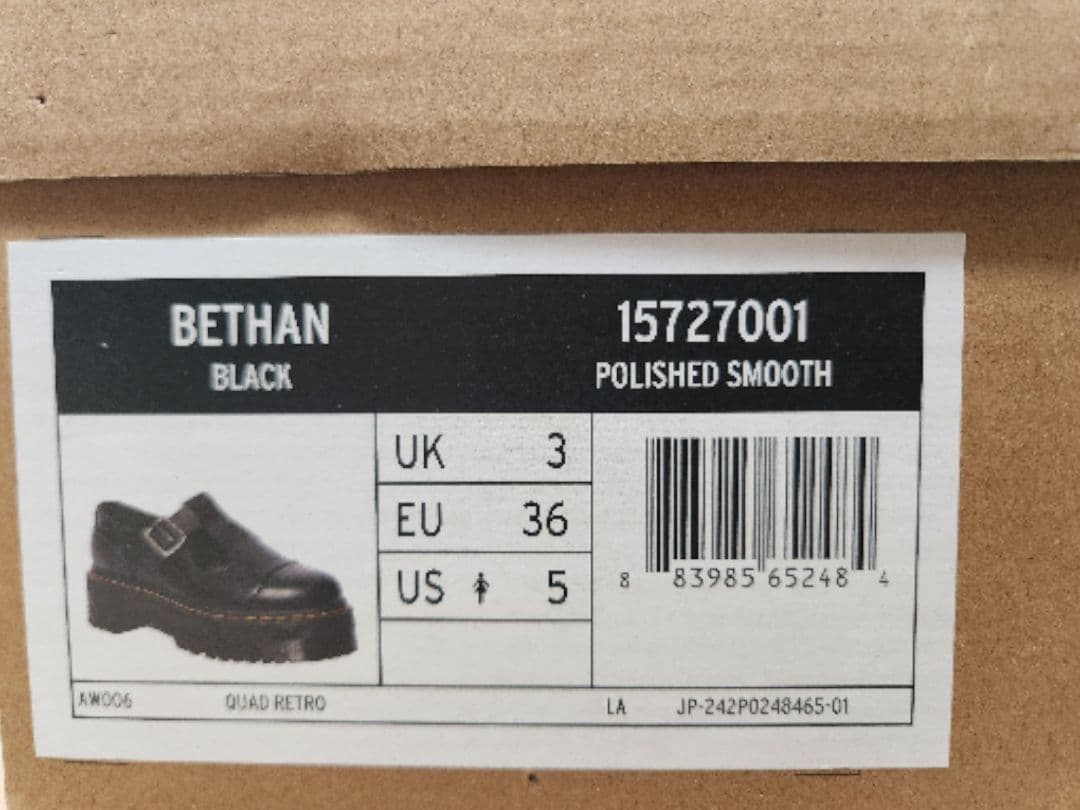 BETHAN
BLACK
15727001
POLISHED SMOOTH
UK 3
EU 36
US 5
8 83985 65248 4
AW006 QUAD RETRO LA JP-242P0248465-01